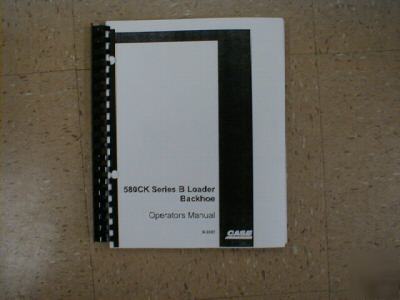 580CK Series B Loader
Backhoe
Operators Manual
CASE